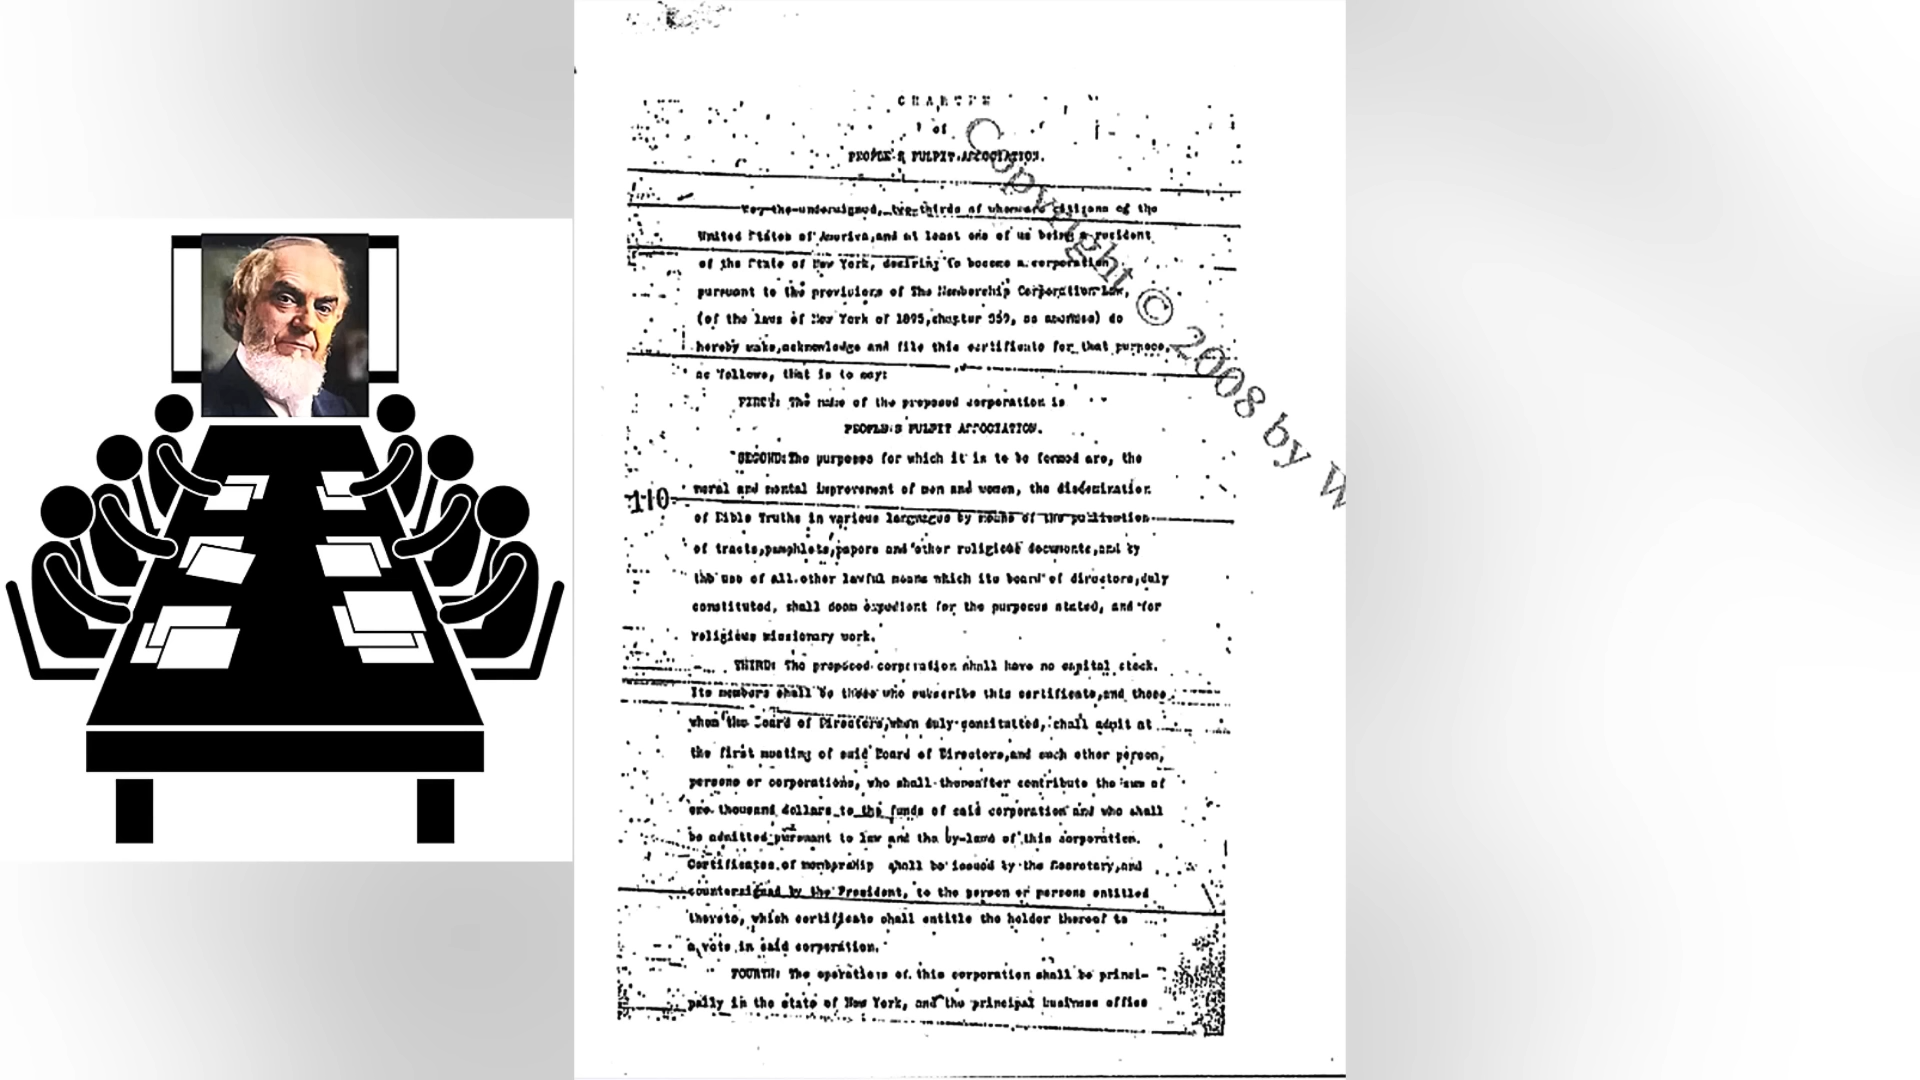 CHARTER
of
PEOPLE'S PULPIT ASSOCIATION.
We, the undersigned, two-thirds of whom are citizens of the
United States of America,and at least one of us being a resident
of the State of New York, desiring to become a corporation
pursuant to the provisions of The Membership Corporation Law,
(of the laws of New York of 1895,chapter 559, as amended) do
hereby make,acknowledge and file this certificate for that purpose,
as follows, that is to say:
FIRST: The name of the proposed corporation is
PEOPLE'S PULPIT ASSOCIATION.
SECOND:The purposes for which it is to be formed are, the
moral and mental improvement of men and women, the dissemination
110
of Bible Truths in various languages by means of the publication
of tracts,pamphlets,papers and other religious documents,and by
the use of all other lawful means which its board of directors,duly
constituted, shall deem expedient for the purposes stated, and for
religious missionary work.
THIRD: The proposed corporation shall have no capital stock.
Its members shall be those who subscribe this certificate,and those
whom the Board of Directors,when duly constituted, shall admit at
the first meeting of said Board of Directors,and such other person,
persons or corporations, who shall thereafter contribute the sum of
one thousand dollars to the funds of said corporation and who shall
be admitted pursuant to law and the by-laws of this corporation.
Certificates of membership shall be issued by the Secretary,and
countersigned by the President, to the person or persons entitled
thereto, which certificate shall entitle the holder thereof to
a vote in said corporation.
FOURTH: The operations of this corporation shall be princi-
pally in the state of New York, and the principal business office
Copyright © 2008 by W